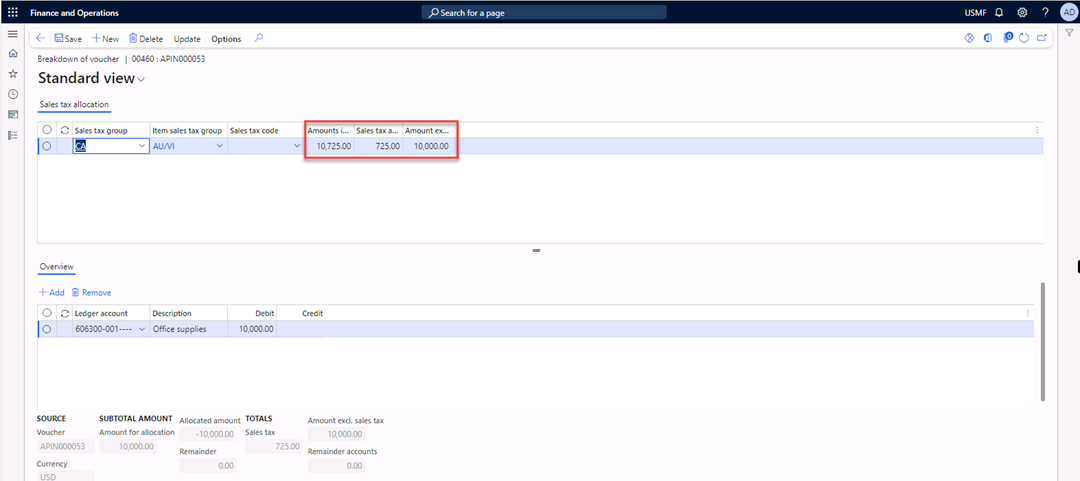 Finance and Operations
Search for a page
USMF
?
AD
Save
New
Delete
Update
Options
0
Breakdown of voucher | 00460 : APIN000053
Standard view
Sales tax allocation
Sales tax group Item sales tax group Sales tax code Amounts i... Sales tax a... Amount ex...
CA AU/VI 10,725.00 725.00 10,000.00
Overview
Add Remove
Ledger account Description Debit Credit
606300-001---- Office supplies 10,000.00
SOURCE
Voucher
APIN000053
Currency
USD
SUBTOTAL AMOUNT
Amount for allocation
10,000.00
Allocated amount
-10,000.00
Remainder
0.00
TOTALS
Sales tax
725.00
Amount excl. sales tax
10,000.00
Remainder accounts
0.00